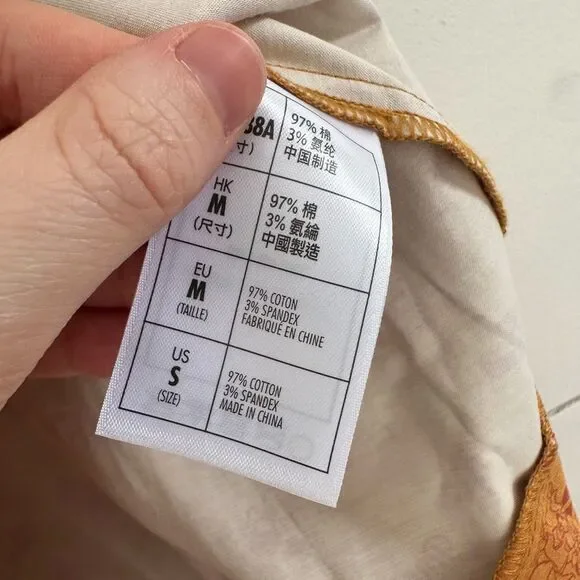 38A
寸)
97% 棉
3% 氨纶
中国制造
HK
M
(尺寸)
97% 棉
3% 氨綸
中國製造
EU
M
(TAILLE)
97% COTON
3% SPANDEX
FABRIQUÉ EN CHINE
US
S
(SIZE)
97% COTTON
3% SPANDEX
MADE IN CHINA